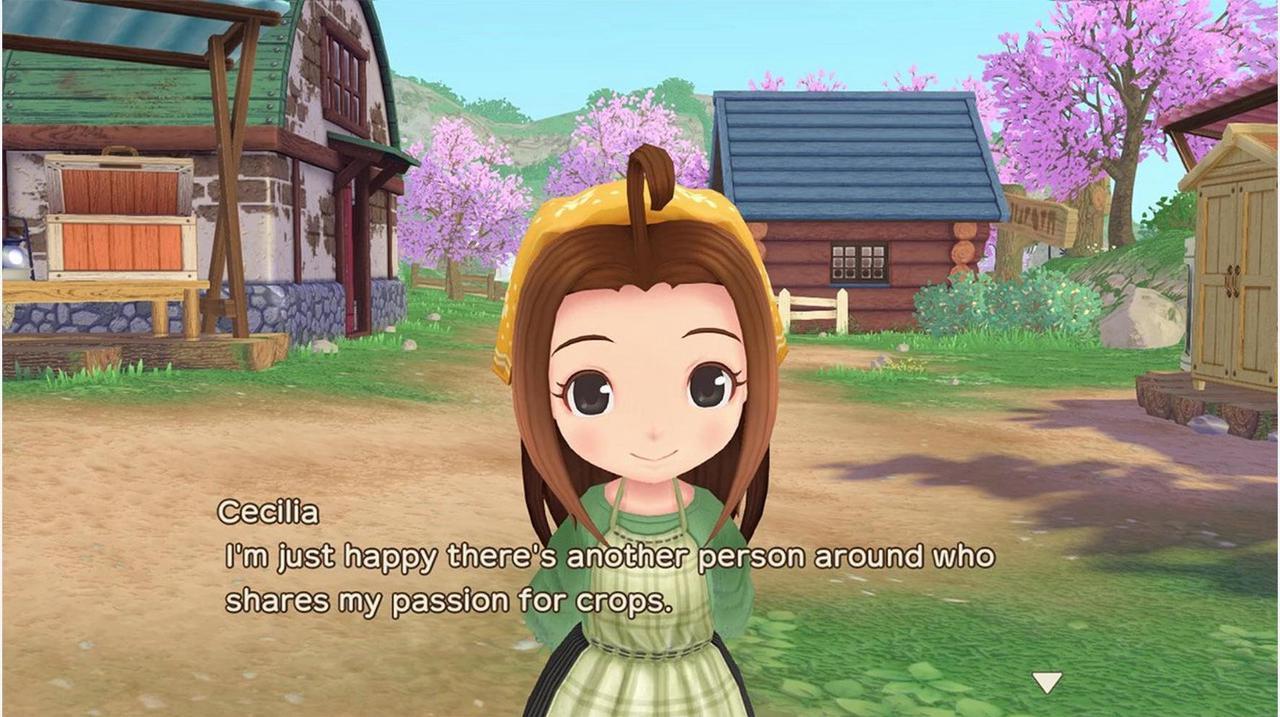 Cecilia
I'm just happy there's another person around who
shares my passion for crops.